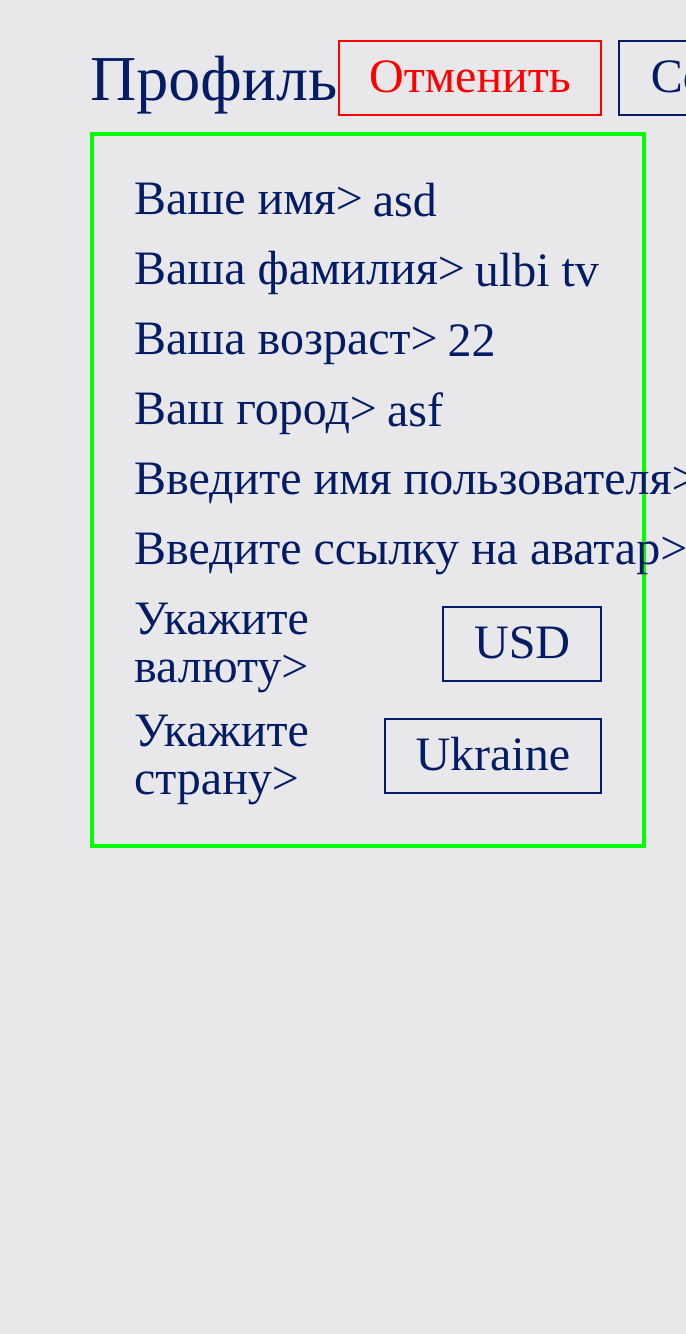 Профиль Отменить
Ваше имя> asd
Ваша фамилия> ulbi tv
Ваша возраст> 22
Ваш город> asf
Введите имя пользователя>
Введите ссылку на аватар>
Укажите
валюту> USD
Укажите
страну> Ukraine